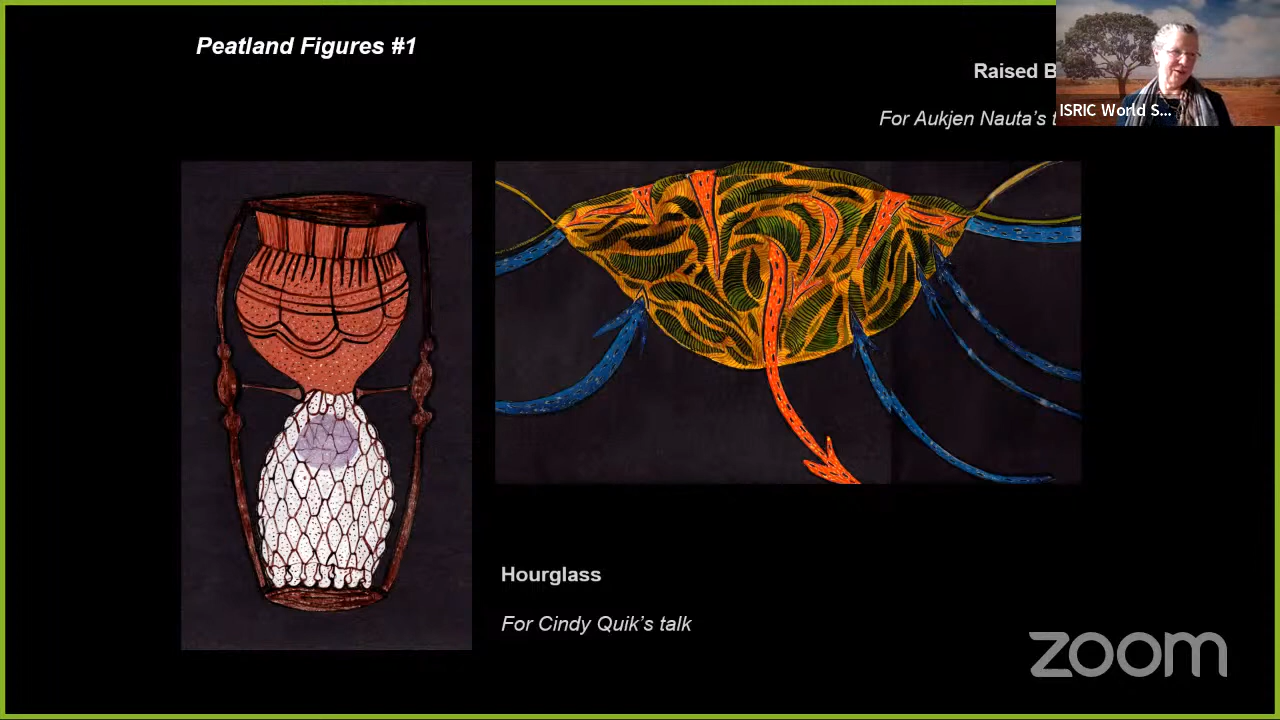 Peatland Figures #1
Raised
For Aukjen Nauta's
ISRIC World S...
Hourglass
For Cindy Quik's talk
zoom